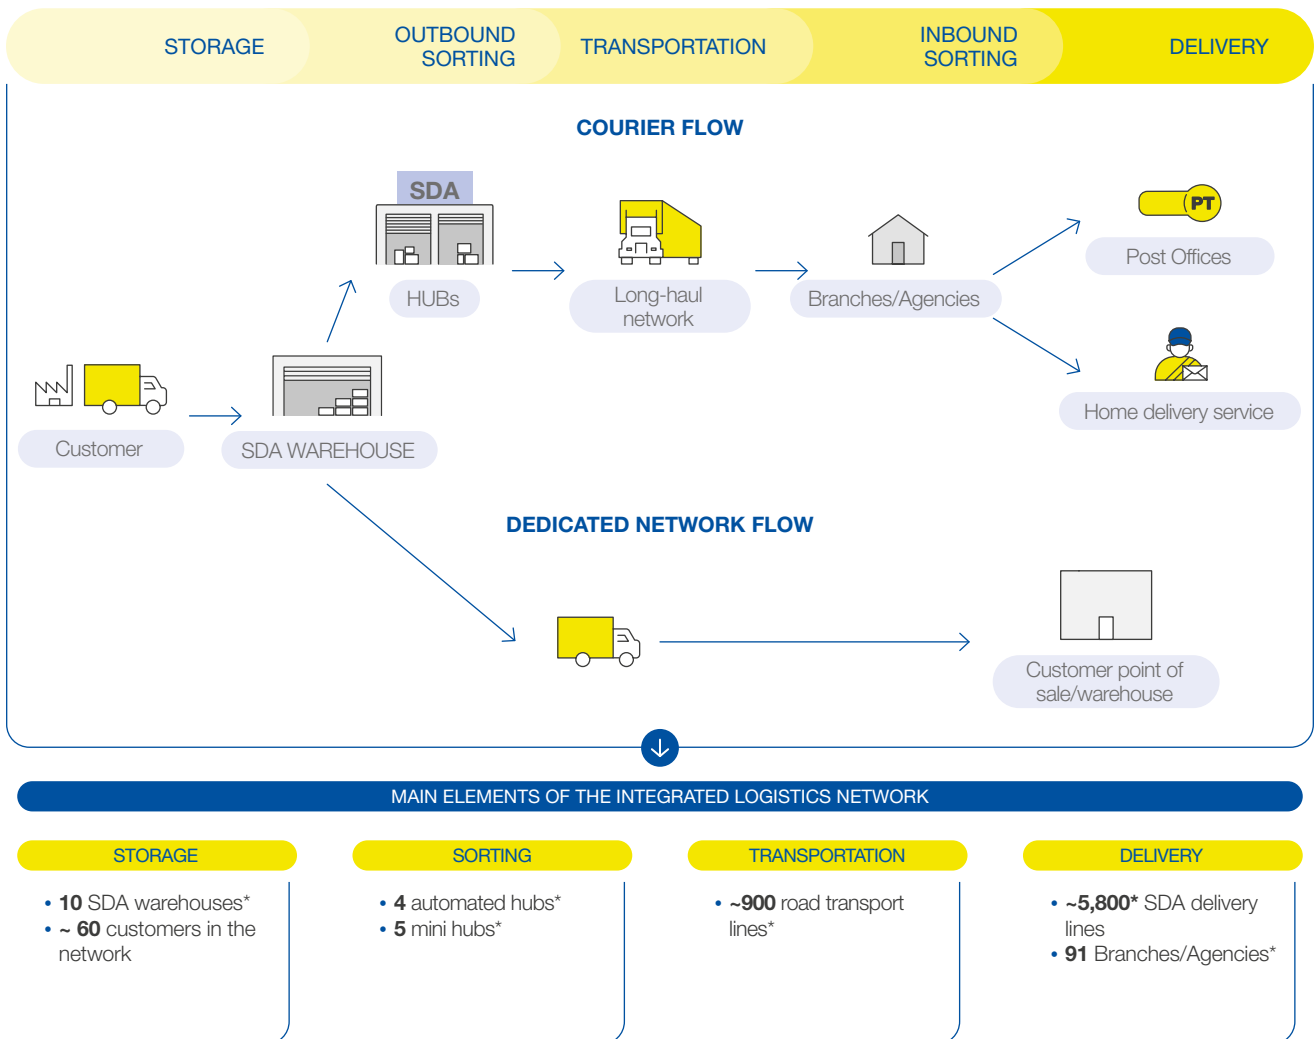 STORAGE
OUTBOUND
SORTING
TRANSPORTATION
INBOUND
SORTING
DELIVERY
COURIER FLOW
SDA
HUBs
Long-haul
network
Branches/Agencies
PT
Post Offices
Home delivery service
Customer
SDA WAREHOUSE
DEDICATED NETWORK FLOW
Customer point of
sale/warehouse
MAIN ELEMENTS OF THE INTEGRATED LOGISTICS NETWORK
STORAGE
• 10 SDA warehouses*
• ~ 60 customers in the
network
SORTING
• 4 automated hubs*
• 5 mini hubs*
TRANSPORTATION
• ~900 road transport
lines*
DELIVERY
• ~5,800* SDA delivery
lines
• 91 Branches/Agencies*